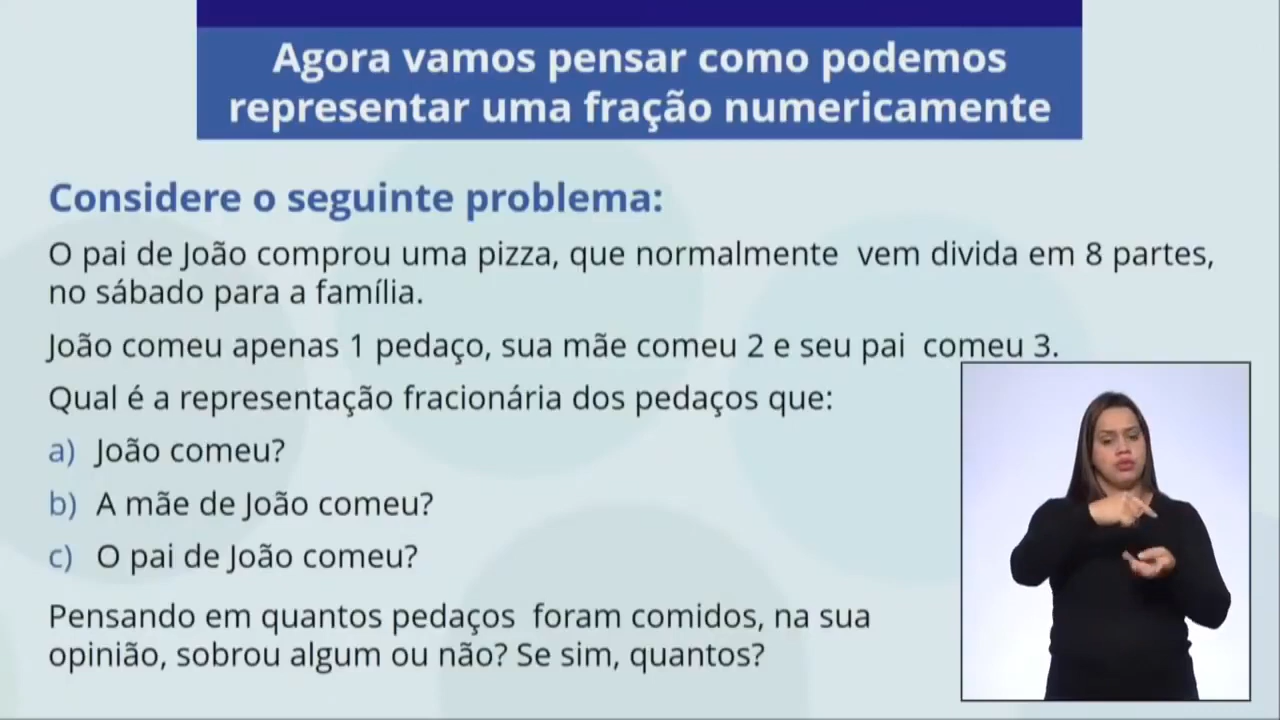 Agora vamos pensar como podemos
representar uma fração numericamente
Considere o seguinte problema:
O pai de João comprou uma pizza, que normalmente vem divida em 8 partes,
no sábado para a família.
João comeu apenas 1 pedaço, sua mãe comeu 2 e seu pai comeu 3.
Qual é a representação fracionária dos pedaços que:
a) João comeu?
b) A mãe de João comeu?
c) O pai de João comeu?
Pensando em quantos pedaços foram comidos, na sua
opinião, sobrou algum ou não? Se sim, quantos?